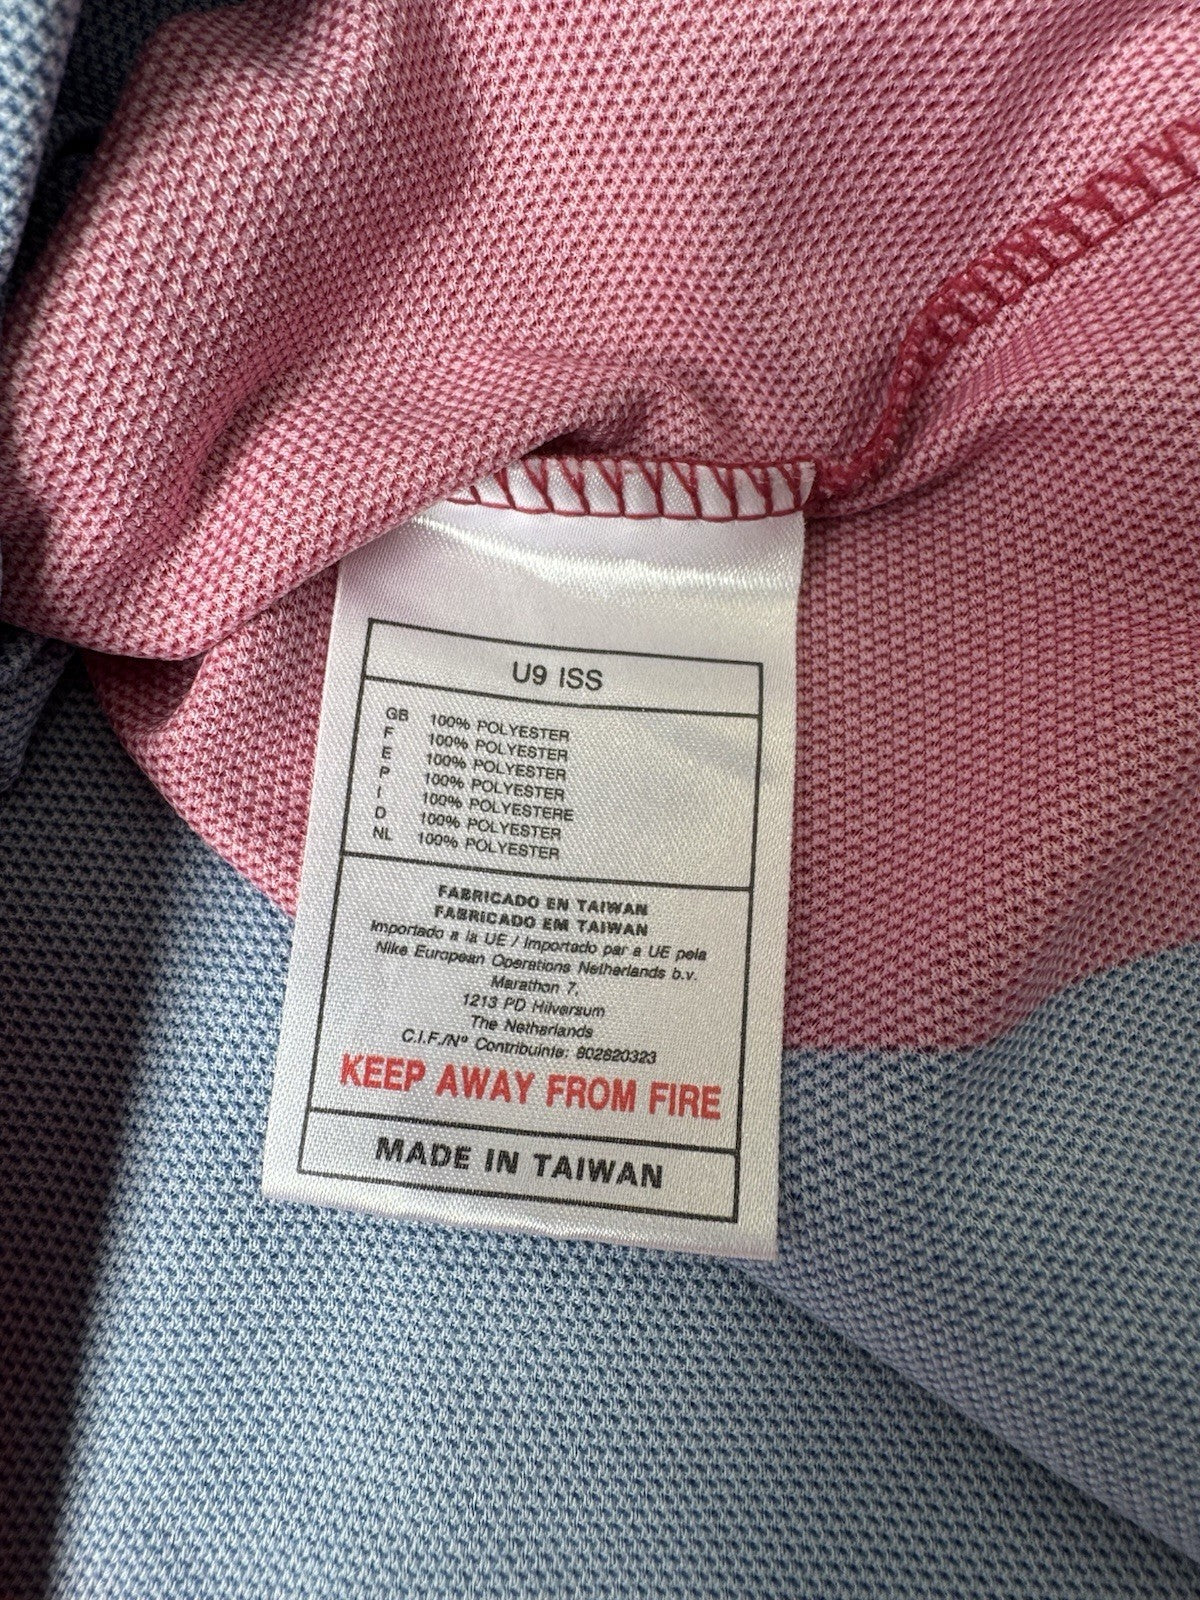 U9 ISS
GB 100% POLYESTER
F 100% POLYESTER
E 100% POLYESTER
P 100% POLYESTER
I 100% POLYESTERE
D 100% POLYESTER
NL 100% POLYESTER
FABRICADO EN TAIWAN
FABRICADO EM TAIWAN
Importado a la UE / Importado par a UE pela
Nike European Operations Netherlands b.v.
Marathon 7,
1213 PD Hilversum
The Netherlands
C.I.F./Nº Contribuinte: 802820323
KEEP AWAY FROM FIRE
MADE IN TAIWAN